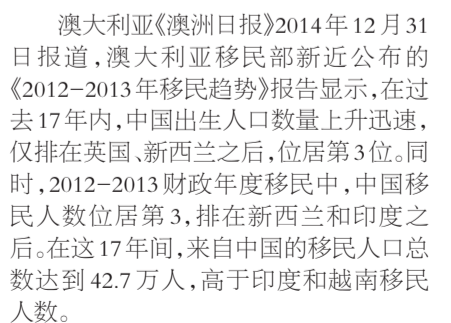 澳大利亚《澳洲日报》2014年12月31
日报道,澳大利亚移民部新近公布的
《2012-2013年移民趋势》报告显示,在过
去17年内,中国出生人口数量上升迅速,
仅排在英国、新西兰之后,位居第3位。同
时,2012-2013财政年度移民中,中国移
民人数位居第3,排在新西兰和印度之
后。在这17年间,来自中国的移民人口总
数达到42.7万人,高于印度和越南移民
人数。